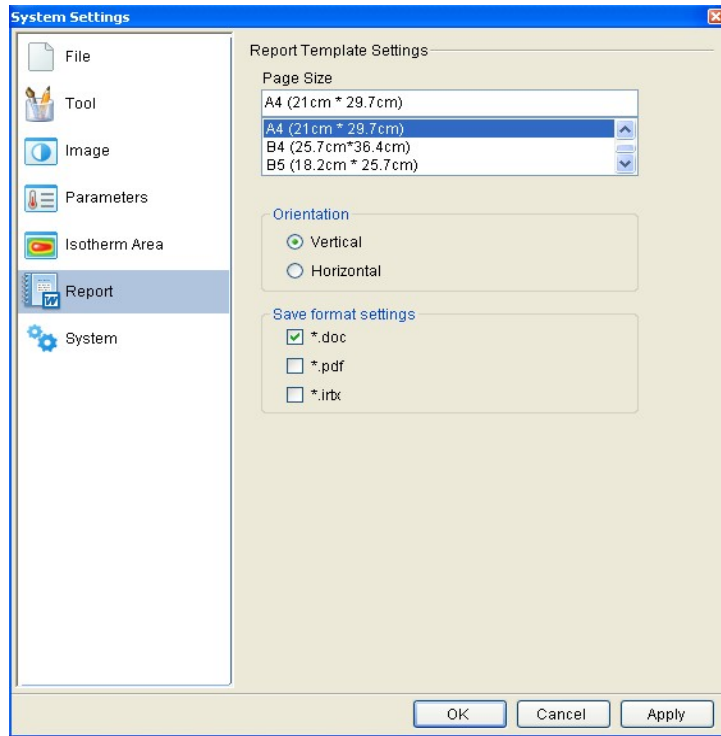 System Settings
File
Tool
Image
Parameters
Isotherm Area
Report
System
Report Template Settings
Page Size
A4 (21cm * 29.7cm)
A4 (21cm * 29.7cm)
B4 (25.7cm*36.4cm)
B5 (18.2cm * 25.7cm)
Orientation
Vertical
Horizontal
Save format settings
*.doc
*.pdf
*.irtx
OK Cancel Apply